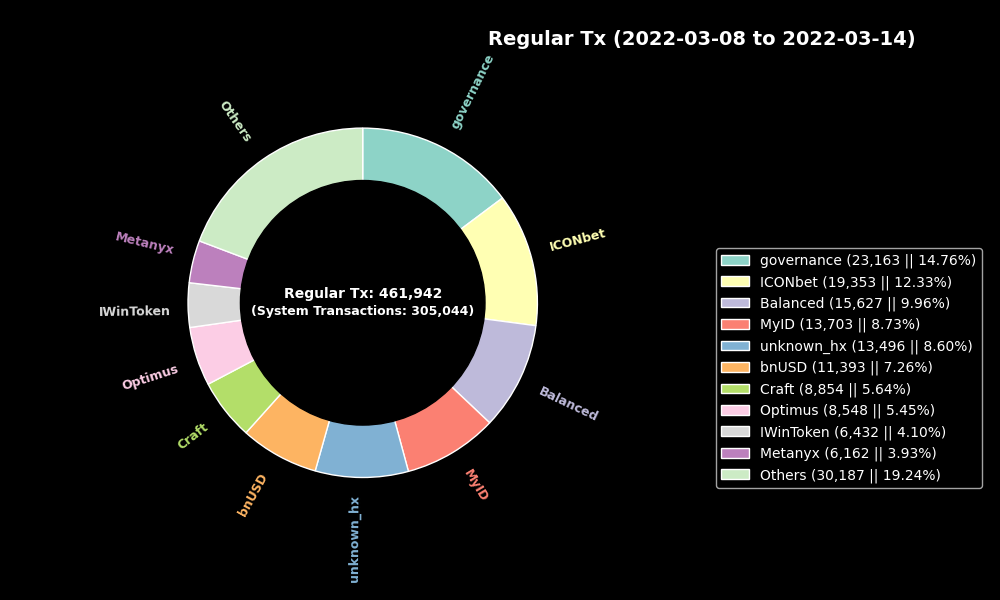 Regular Tx (2022-03-08 to 2022-03-14)
governance
Others
ICONbet
Metanyx
IWinToken
Regular Tx: 461,942
(System Transactions: 305,044)
Optimus
Balanced
Craft
MyID
bnUSD
unknown_hx
governance (23,163 || 14.76%)
ICONbet (19,353 || 12.33%)
Balanced (15,627 || 9.96%)
MyID (13,703 || 8.73%)
unknown_hx (13,496 || 8.60%)
bnUSD (11,393 || 7.26%)
Craft (8,854 || 5.64%)
Optimus (8,548 || 5.45%)
IWinToken (6,432 || 4.10%)
Metanyx (6,162 || 3.93%)
Others (30,187 || 19.24%)